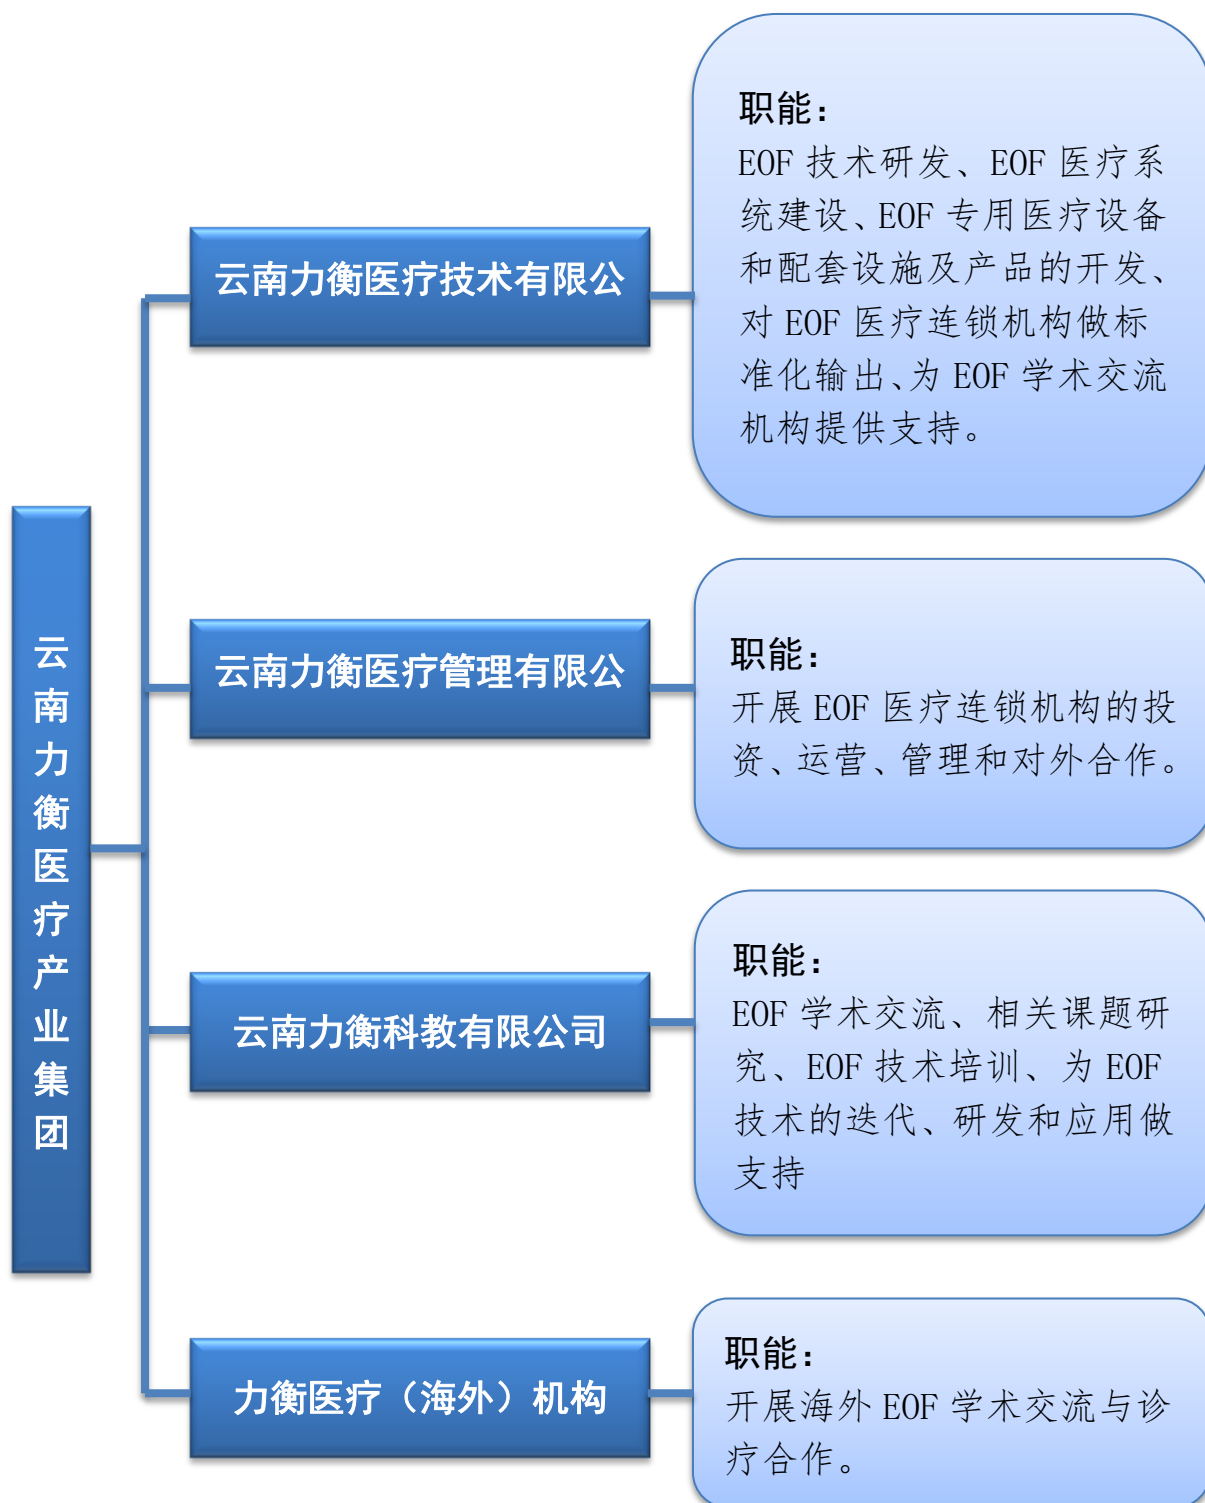 云南力衡医疗产业集团
云南力衡医疗技术有限公
职能：
EOF 技术研发、EOF 医疗系
统建设、EOF 专用医疗设备
和配套设施及产品的开发、
对 EOF 医疗连锁机构做标
准化输出、为 EOF 学术交流
机构提供支持。
云南力衡医疗管理有限公
职能：
开展 EOF 医疗连锁机构的投
资、运营、管理和对外合作。
云南力衡科教有限公司
职能：
EOF 学术交流、相关课题研
究、EOF 技术培训、为 EOF
技术的迭代、研发和应用做
支持
力衡医疗（海外）机构
职能：
开展海外 EOF 学术交流与诊
疗合作。